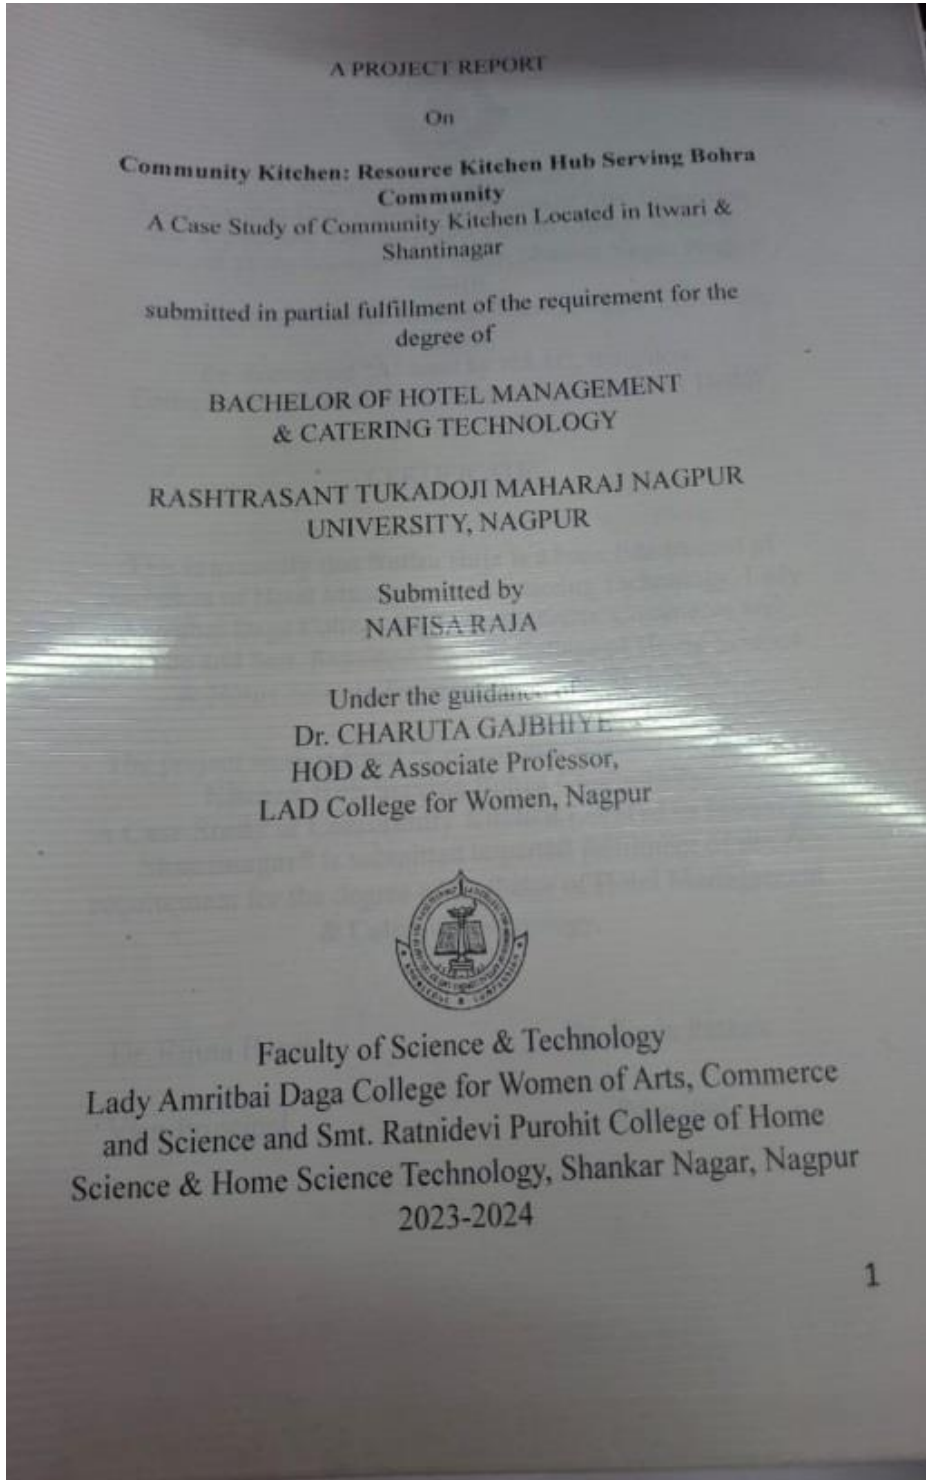 A PROJECT REPORT
On
Community Kitchen: Resource Kitchen Hub Serving Bohra
Community
A Case Study of Community Kitchen Located in Itwari &
Shantinagar
submitted in partial fulfillment of the requirement for the
degree of
BACHELOR OF HOTEL MANAGEMENT
& CATERING TECHNOLOGY
RASHTRASANT TUKADOJI MAHARAJ NAGPUR
UNIVERSITY, NAGPUR
Submitted by
NAFISA RAJA
Under the guidance of
Dr. CHARUTA GAJBHIYE
HOD & Associate Professor,
LAD College for Women, Nagpur
KNOWLEDGE &
Faculty of Science & Technology
Lady Amritbai Daga College for Women of Arts, Commerce
and Science and Smt. Ratnidevi Purohit College of Home
Science & Home Science Technology, Shankar Nagar, Nagpur
2023-2024
1